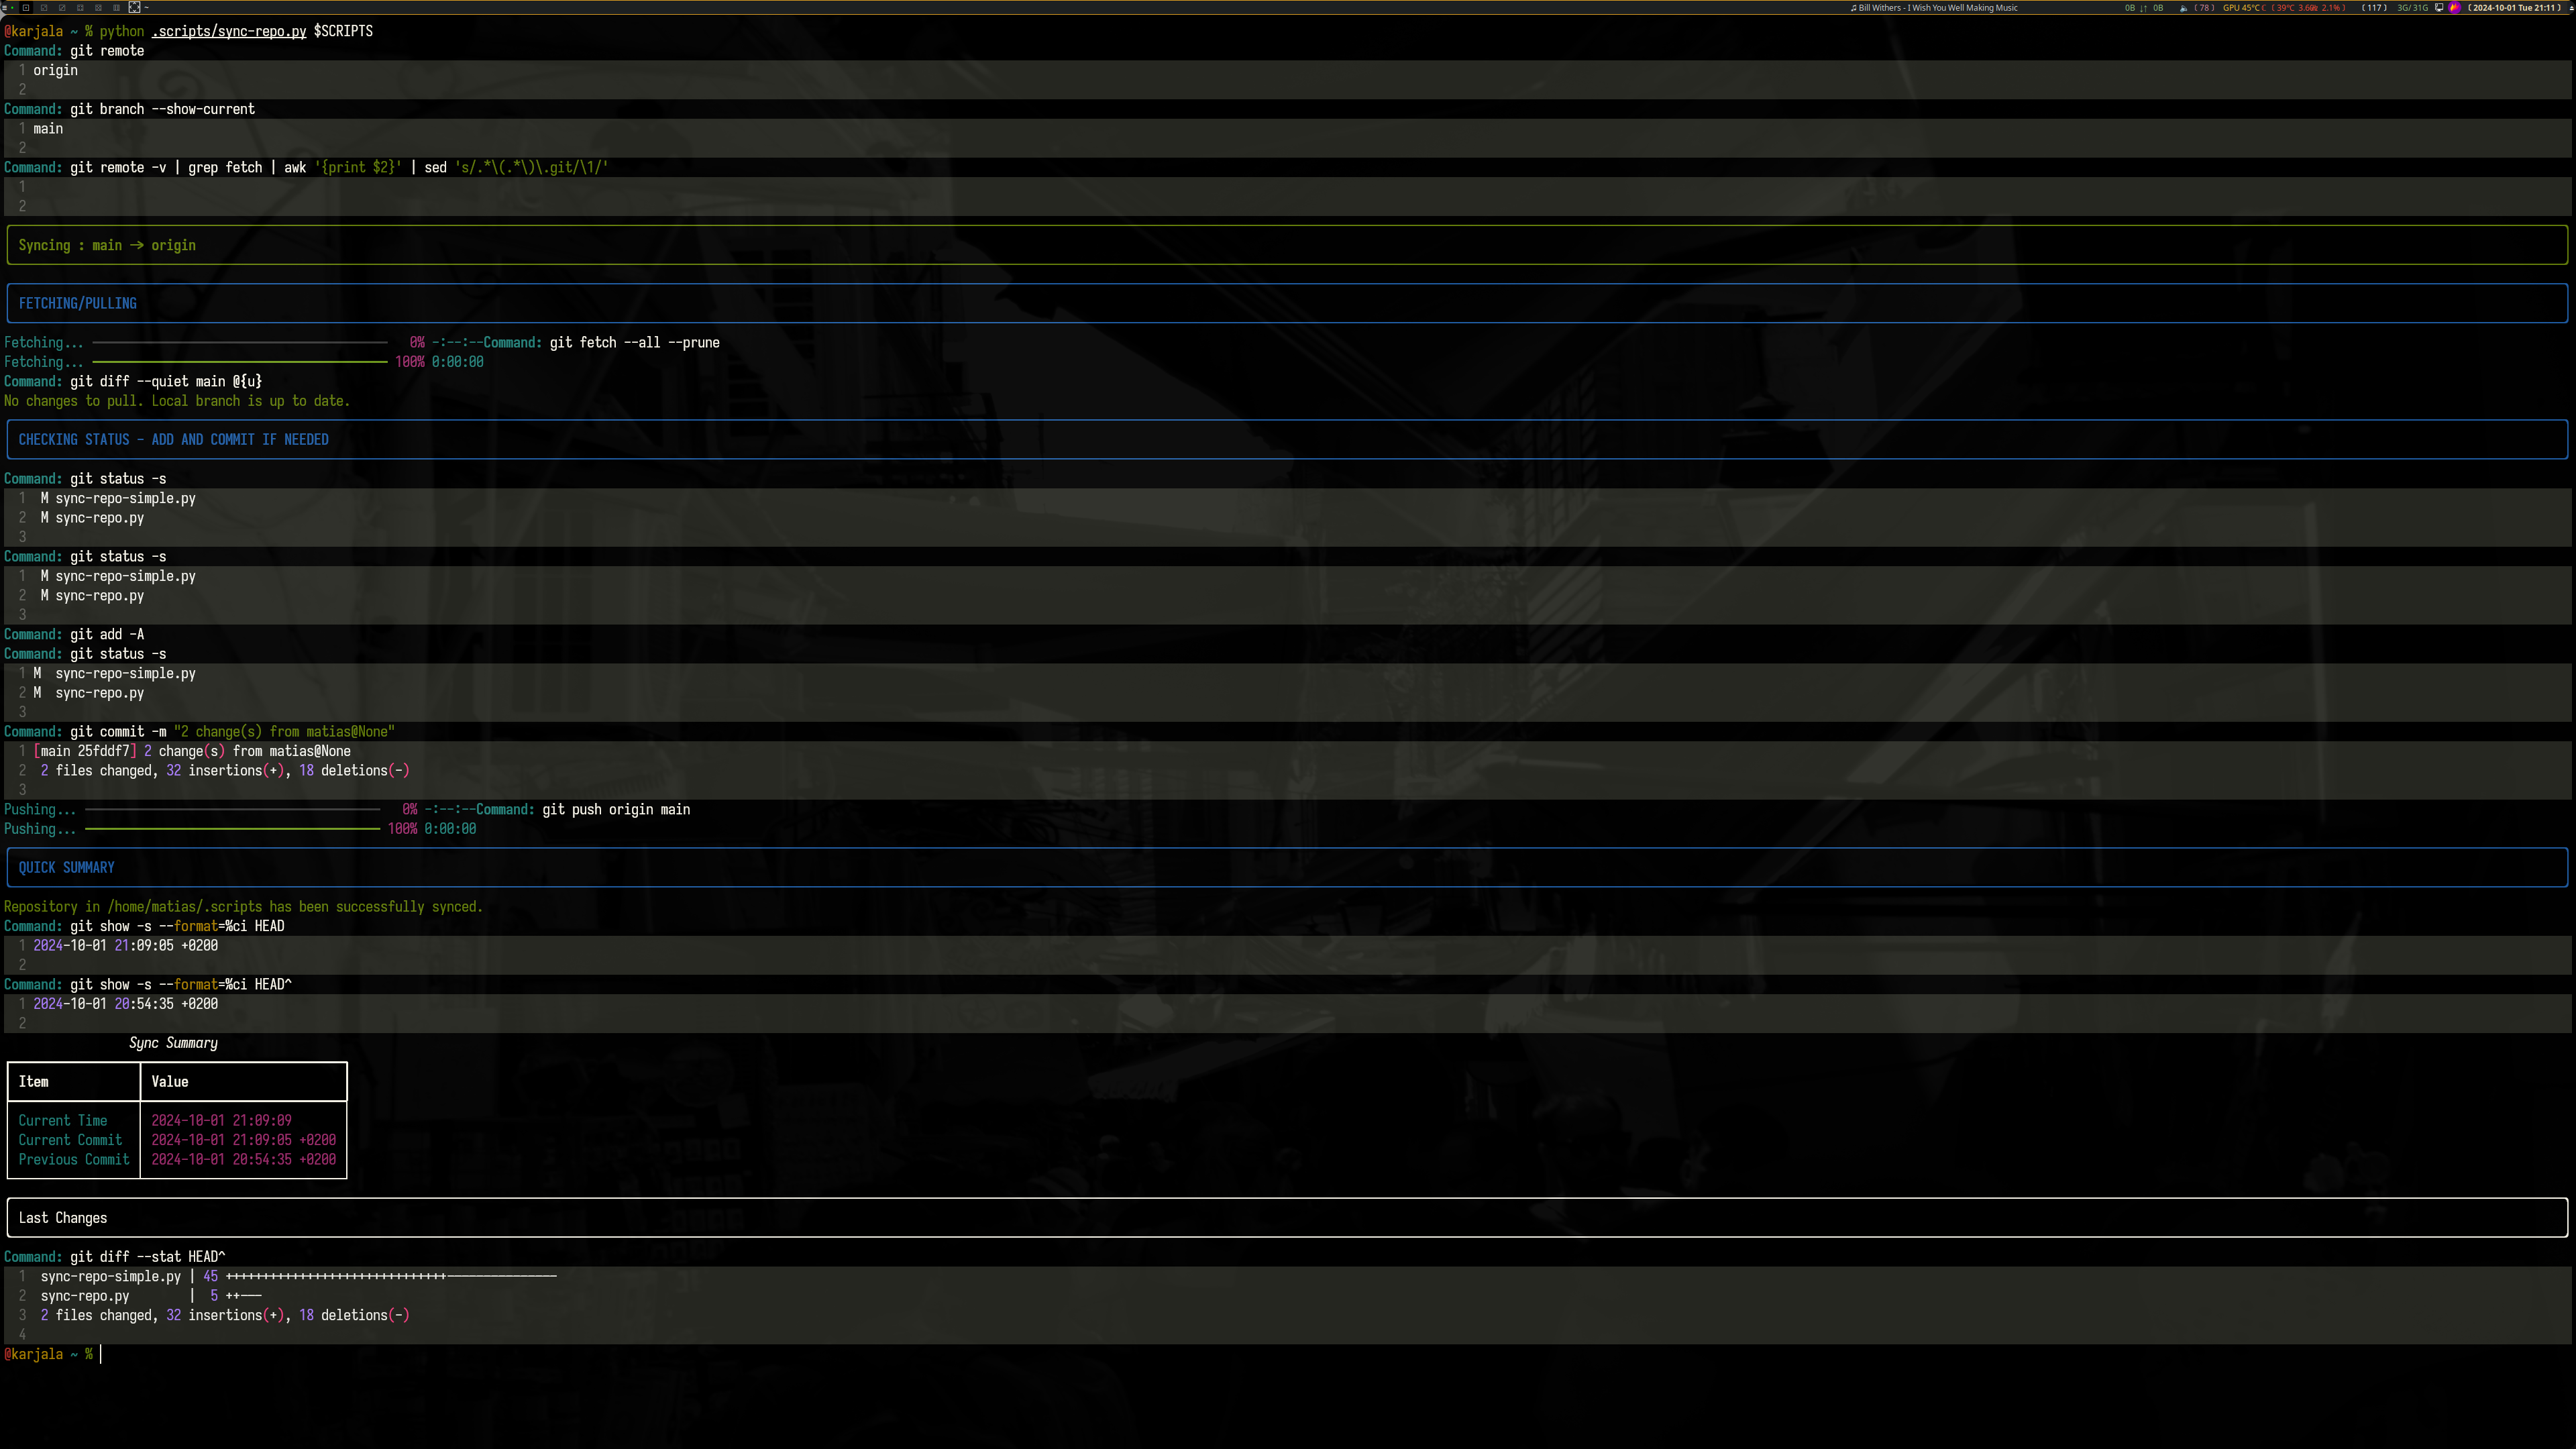 ♫ Bill Withers - I Wish You Well Making Music 0B ↓↑ 0B ( 78 ) GPU 45°C ( 39°C 3.6% 2.1% ) ( 117 ) 3G/ 31G ( 2024-10-01 Tue 21:11 )
@karjala ~ % python .scripts/sync-repo.py $SCRIPTS
Command: git remote
1 origin
2
Command: git branch --show-current
1 main
2
Command: git remote -v | grep fetch | awk '{print $2}' | sed 's/.*\(.*\)\.git/\1/'
1
2
Syncing : main → origin
FETCHING/PULLING
Fetching... 0% -:--:--Command: git fetch --all --prune
Fetching... 100% 0:00:00
Command: git diff --quiet main @{u}
No changes to pull. Local branch is up to date.
CHECKING STATUS - ADD AND COMMIT IF NEEDED
Command: git status -s
1  M sync-repo-simple.py
2  M sync-repo.py
3
Command: git status -s
1  M sync-repo-simple.py
2  M sync-repo.py
3
Command: git add -A
Command: git status -s
1 M  sync-repo-simple.py
2 M  sync-repo.py
3
Command: git commit -m "2 change(s) from matias@None"
1 [main 25fddf7] 2 change(s) from matias@None
2  2 files changed, 32 insertions(+), 18 deletions(-)
3
Pushing... 0% -:--:--Command: git push origin main
Pushing... 100% 0:00:00
QUICK SUMMARY
Repository in /home/matias/.scripts has been successfully synced.
Command: git show -s --format=%ci HEAD
1 2024-10-01 21:09:05 +0200
2
Command: git show -s --format=%ci HEAD^
1 2024-10-01 20:54:35 +0200
2
Sync Summary
Item Value
Current Time 2024-10-01 21:09:09
Current Commit 2024-10-01 21:09:05 +0200
Previous Commit 2024-10-01 20:54:35 +0200
Last Changes
Command: git diff --stat HEAD^
1  sync-repo-simple.py | 45 ++++++++++++++++++++++++++++++---------------
2  sync-repo.py        |  5 ++---
3  2 files changed, 32 insertions(+), 18 deletions(-)
4
@karjala ~ %